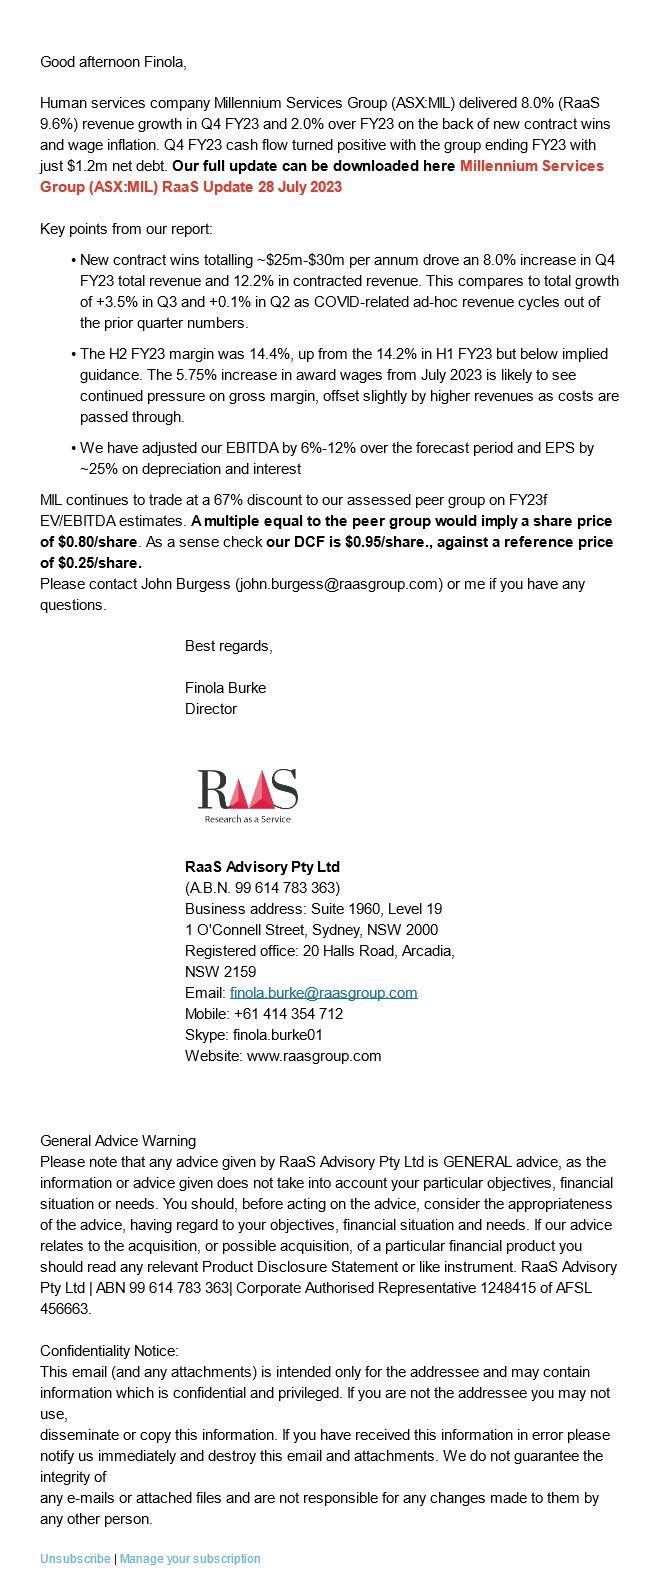 Good afternoon Finola,
Human services company Millennium Services Group (ASX:MIL) delivered 8.0% (RaaS
9.6%) revenue growth in Q4 FY23 and 2.0% over FY23 on the back of new contract wins
and wage inflation. Q4 FY23 cash flow turned positive with the group ending FY23 with
just $1.2m net debt. Our full update can be downloaded here Millennium Services
Group (ASX:MIL) RaaS Update 28 July 2023
Key points from our report:
• New contract wins totalling ~$25m-$30m per annum drove an 8.0% increase in Q4
FY23 total revenue and 12.2% in contracted revenue. This compares to total growth
of +3.5% in Q3 and +0.1% in Q2 as COVID-related ad-hoc revenue cycles out of
the prior quarter numbers.
• The H2 FY23 margin was 14.4%, up from the 14.2% in H1 FY23 but below implied
guidance. The 5.75% increase in award wages from July 2023 is likely to see
continued pressure on gross margin, offset slightly by higher revenues as costs are
passed through.
• We have adjusted our EBITDA by 6%-12% over the forecast period and EPS by
~25% on depreciation and interest
MIL continues to trade at a 67% discount to our assessed peer group on FY23f
EV/EBITDA estimates. A multiple equal to the peer group would imply a share price
of $0.80/share. As a sense check our DCF is $0.95/share., against a reference price
of $0.25/share.
Please contact John Burgess (john.burgess@raasgroup.com) or me if you have any
questions.
Best regards,
Finola Burke
Director
RaaS
Research as a Service
RaaS Advisory Pty Ltd
(A.B.N. 99 614 783 363)
Business address: Suite 1960, Level 19
1 O'Connell Street, Sydney, NSW 2000
Registered office: 20 Halls Road, Arcadia,
NSW 2159
Email: finola.burke@raasgroup.com
Mobile: +61 414 354 712
Skype: finola.burke01
Website: www.raasgroup.com
General Advice Warning
Please note that any advice given by RaaS Advisory Pty Ltd is GENERAL advice, as the
information or advice given does not take into account your particular objectives, financial
situation or needs. You should, before acting on the advice, consider the appropriateness
of the advice, having regard to your objectives, financial situation and needs. If our advice
relates to the acquisition, or possible acquisition, of a particular financial product you
should read any relevant Product Disclosure Statement or like instrument. RaaS Advisory
Pty Ltd | ABN 99 614 783 363| Corporate Authorised Representative 1248415 of AFSL
456663.
Confidentiality Notice:
This email (and any attachments) is intended only for the addressee and may contain
information which is confidential and privileged. If you are not the addressee you may not
use,
disseminate or copy this information. If you have received this information in error please
notify us immediately and destroy this email and attachments. We do not guarantee the
integrity of
any e-mails or attached files and are not responsible for any changes made to them by
any other person.
Unsubscribe | Manage your subscription